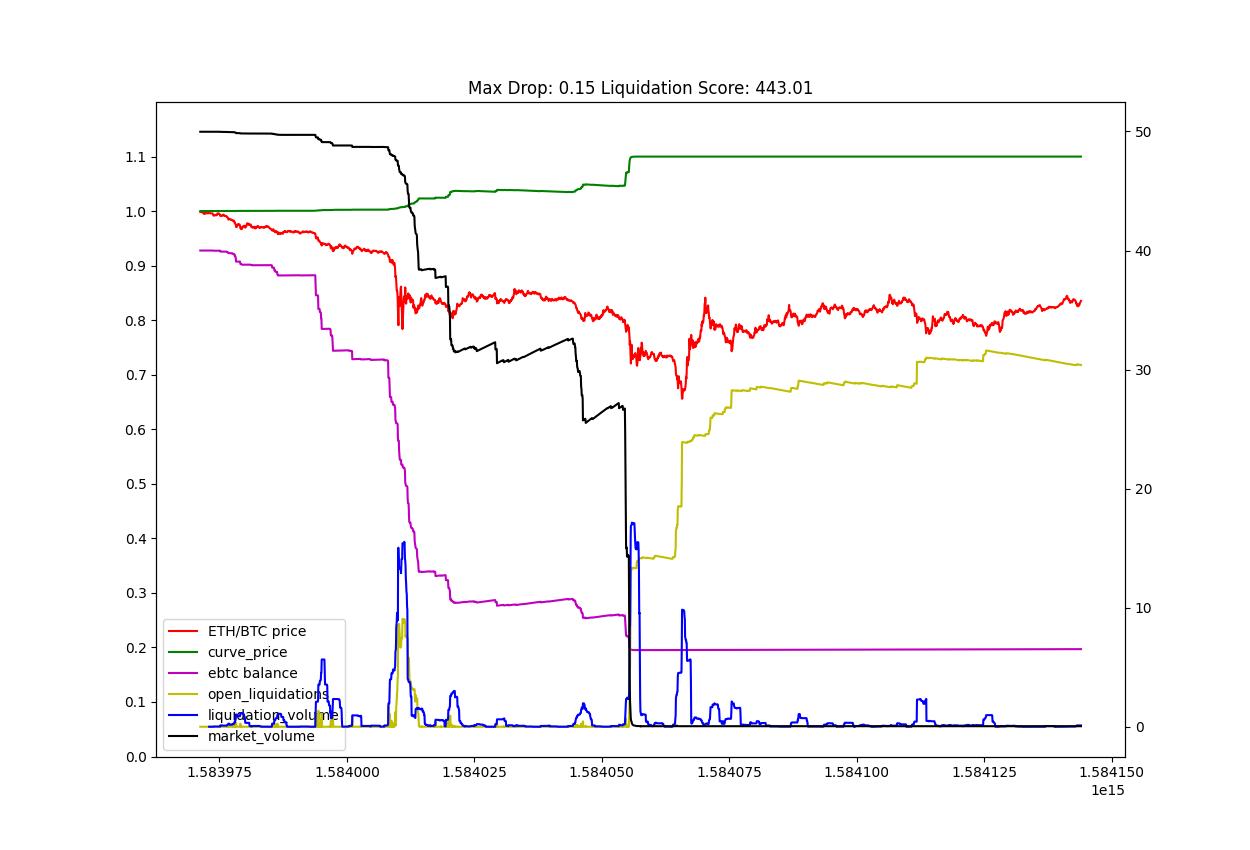 Max Drop: 0.15 Liquidation Score: 443.01
1.1
1.0
0.9
0.8
0.7
0.6
0.5
0.4
0.3
0.2
0.1
0.0
50
40
30
20
10
0
ETH/BTC price
curve_price
ebtc balance
open_liquidations
liquidation_volume
market_volume
1.583975 1.584000 1.584025 1.584050 1.584075 1.584100 1.584125 1.584150
1e15